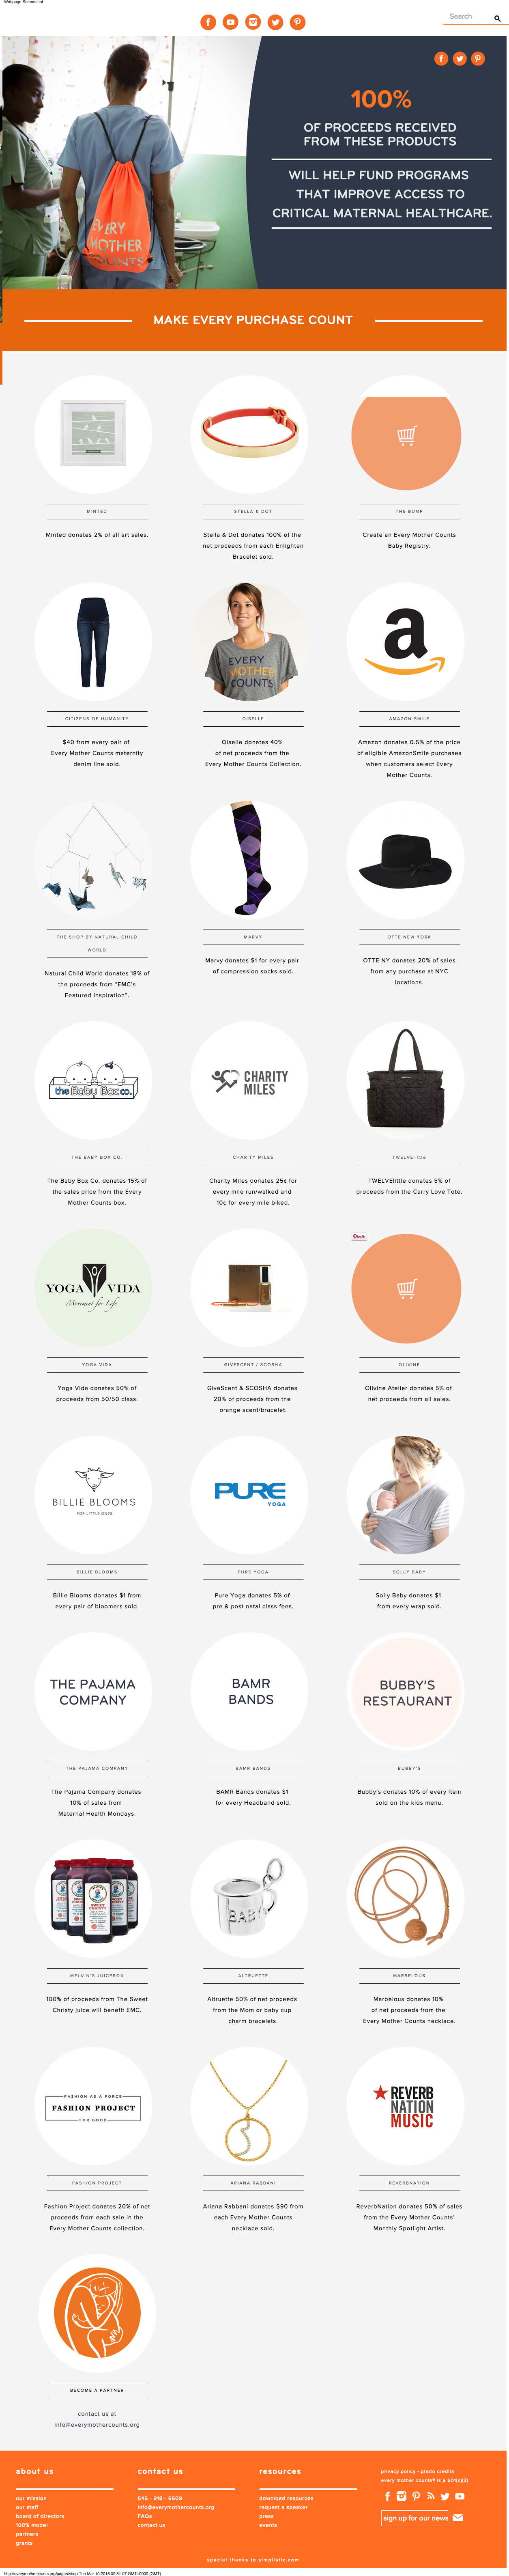 Webpage Screenshot
Search
100%
OF PROCEEDS RECEIVED
FROM THESE PRODUCTS
WILL HELP FUND PROGRAMS
THAT IMPROVE ACCESS TO
CRITICAL MATERNAL HEALTHCARE.
EVERY
MOTHER
COUNTS
MAKE EVERY PURCHASE COUNT
MINTED
Minted donates 2% of all art sales.
STELLA & DOT
Stella & Dot donates 100% of the
net proceeds from each Enlighten
Bracelet sold.
THE BUMP
Create an Every Mother Counts
Baby Registry.
CITIZENS OF HUMANITY
$40 from every pair of
Every Mother Counts maternity
denim line sold.
EVERY
MOTHER
COUNTS
OISELLE
Oiselle donates 40%
of net proceeds from the
Every Mother Counts Collection.
a
AMAZON SMILE
Amazon donates 0.5% of the price
of eligible AmazonSmile purchases
when customers select Every
Mother Counts.
THE SHOP BY NATURAL CHILD
WORLD
Natural Child World donates 18% of
the proceeds from "EMC's
Featured Inspiration".
MARVY
Marvy donates $1 for every pair
of compression socks sold.
OTTE NEW YORK
OTTE NY donates 20% of sales
from any purchase at NYC
locations.
the Baby Box co.
THE BABY BOX CO.
The Baby Box Co. donates 15% of
the sales price from the Every
Mother Counts box.
CHARITY
MILES
CHARITY MILES
Charity Miles donates 25¢ for
every mile run/walked and
10¢ for every mile biked.
TWELVElittle
TWELVElittle donates 5% of
proceeds from the Carry Love Tote.
YOGA VIDA
Movement for Life
YOGA VIDA
Yoga Vida donates 50% of
proceeds from 50/50 class.
GIVESCENT / SCOSHA
GiveScent & SCOSHA donates
20% of proceeds from the
orange scent/bracelet.
Pin it
OLIVINE
Olivine Atelier donates 5% of
net proceeds from all sales.
BILLIE BLOOMS
FOR LITTLE ONES
BILLIE BLOOMS
Billie Blooms donates $1 from
every pair of bloomers sold.
PURE
YOGA
PURE YOGA
Pure Yoga donates 5% of
pre & post natal class fees.
SOLLY BABY
Solly Baby donates $1
from every wrap sold.
THE PAJAMA
COMPANY
THE PAJAMA COMPANY
The Pajama Company donates
10% of sales from
Maternal Health Mondays.
BAMR
BANDS
BAMR BANDS
BAMR Bands donates $1
for every Headband sold.
BUBBY'S
RESTAURANT
BUBBY'S
Bubby's donates 10% of every item
sold on the kids menu.
MELVIN'S JUICEBOX
100% of proceeds from The Sweet
Christy juice will benefit EMC.
BABY
ALTRUETTE
Altruette 50% of net proceeds
from the Mom or baby cup
charm bracelets.
MARBELOUS
Marbelous donates 10%
of net proceeds from the
Every Mother Counts necklace.
FASHION AS A FORCE
FASHION PROJECT
FOR GOOD
FASHION PROJECT
Fashion Project donates 20% of net
proceeds from each sale in the
Every Mother Counts collection.
ARIANA RABBANI
Ariana Rabbani donates $90 from
each Every Mother Counts
necklace sold.
REVERB
NATION
MUSIC
REVERBNATION
ReverbNation donates 50% of sales
from the Every Mother Counts'
Monthly Spotlight Artist.
BECOME A PARTNER
contact us at
info@everymothercounts.org
about us
our mission
our staff
board of directors
100% model
partners
grants
contact us
646 - 918 - 6809
info@everymothercounts.org
FAQs
contact us
resources
download resources
request a speaker
press
events
privacy policy - photo credits
every mother counts® is a 501(c)(3)
sign up for our news
special thanks to simplistic.com
http://everymothercounts.org/pages/shop Tue Mar 10 2015 09:51:07 GMT+0000 (GMT)